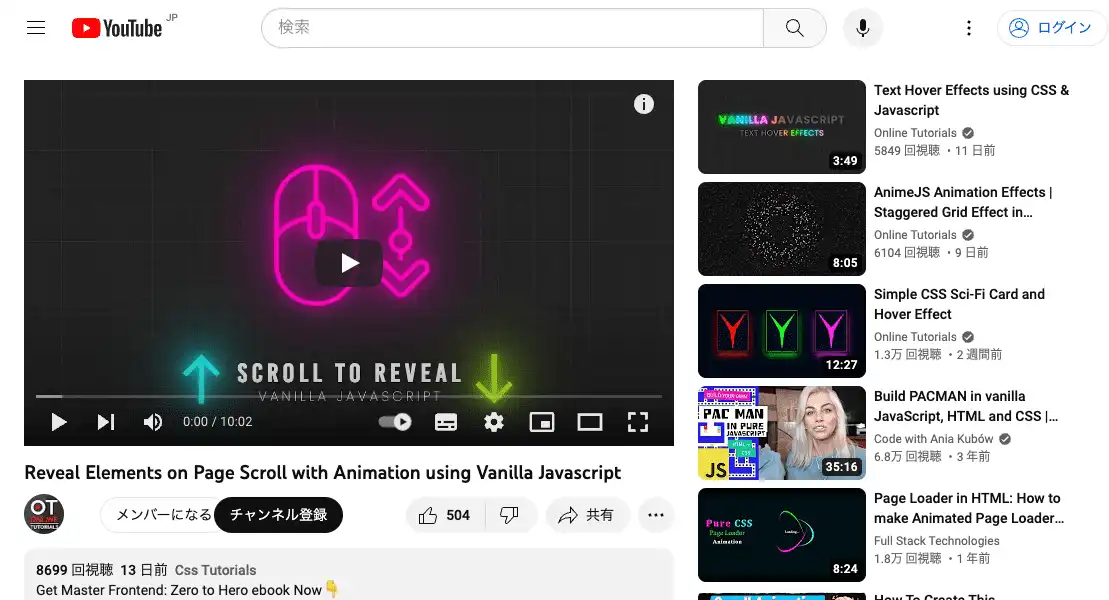 YouTube JP
検索
ログイン
SCROLL TO REVEAL
VANILLA JAVASCRIPT
0:00 / 10:02
Reveal Elements on Page Scroll with Animation using Vanilla Javascript
OT
ONLINE
TUTORIALS
メンバーになる
チャンネル登録
504
共有
8699 回視聴 13 日前 Css Tutorials
Get Master Frontend: Zero to Hero ebook Now👇
VANILLA JAVASCRIPT
TEXT HOVER EFFECTS
3:49
Text Hover Effects using CSS &
Javascript
Online Tutorials
5849 回視聴 ・11 日前
8:05
AnimeJS Animation Effects |
Staggered Grid Effect in...
Online Tutorials
6104 回視聴 ・9 日前
12:27
Simple CSS Sci-Fi Card and
Hover Effect
Online Tutorials
1.3万 回視聴 ・2 週間前
BUILD YOUR OWN
PAC MAN
IN PURE
JAVASCRIPT
HTML +
CSS
JS
35:16
Build PACMAN in vanilla
JavaScript, HTML and CSS |...
Code with Ania Kubów
6.8万 回視聴 ・3 年前
Pure CSS
Page Loader
Animation
Loading...
8:24
Page Loader in HTML: How to
make Animated Page Loader...
Full Stack Technologies
1.8万 回視聴 ・1 年前
How To Create This